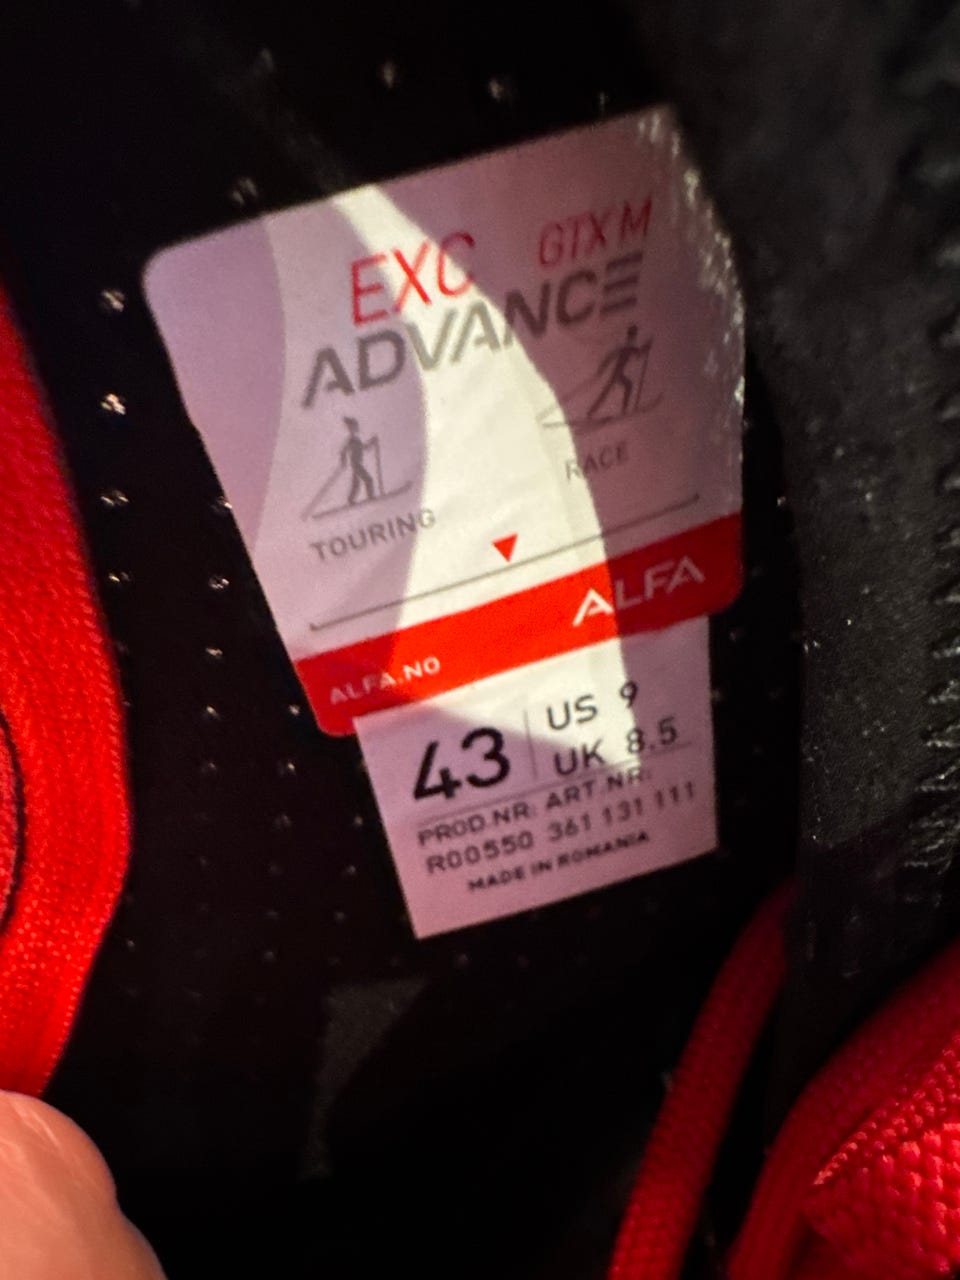 EXC GTX M
ADVANCE
TOURING
RACE
ALFA
ALFA.NO
43
US 9
UK 8.5
PROD.NR: ART.NR:
R00550 361 131 111
MADE IN ROMANIA